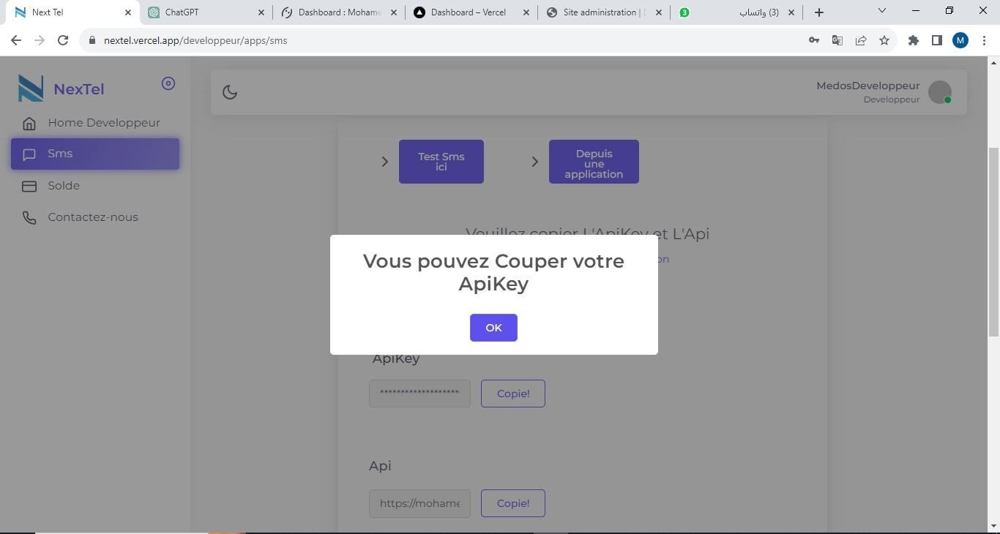 Next Tel
ChatGPT
Dashboard : Mohame
Dashboard – Vercel
Site administration |
3
(3) واتساب
nextel.vercel.app/developpeur/apps/sms
M
NexTel
MedosDeveloppeur
Developpeur
Home Developpeur
Sms
Solde
Contactez-nous
Test Sms
ici
Depuis
une
application
Veuillez copier L'ApiKey et L'Api
on
Vous pouvez Couper votre
ApiKey
OK
ApiKey
*******************
Copie!
Api
https://mohame
Copie!